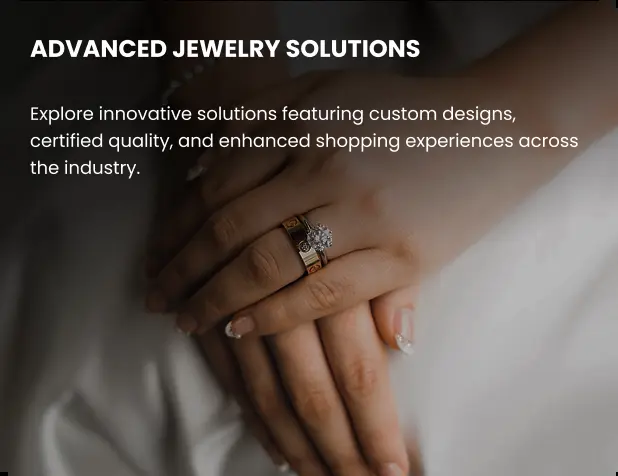 ADVANCED JEWELRY SOLUTIONS
Explore innovative solutions featuring custom designs,
certified quality, and enhanced shopping experiences across
the industry.